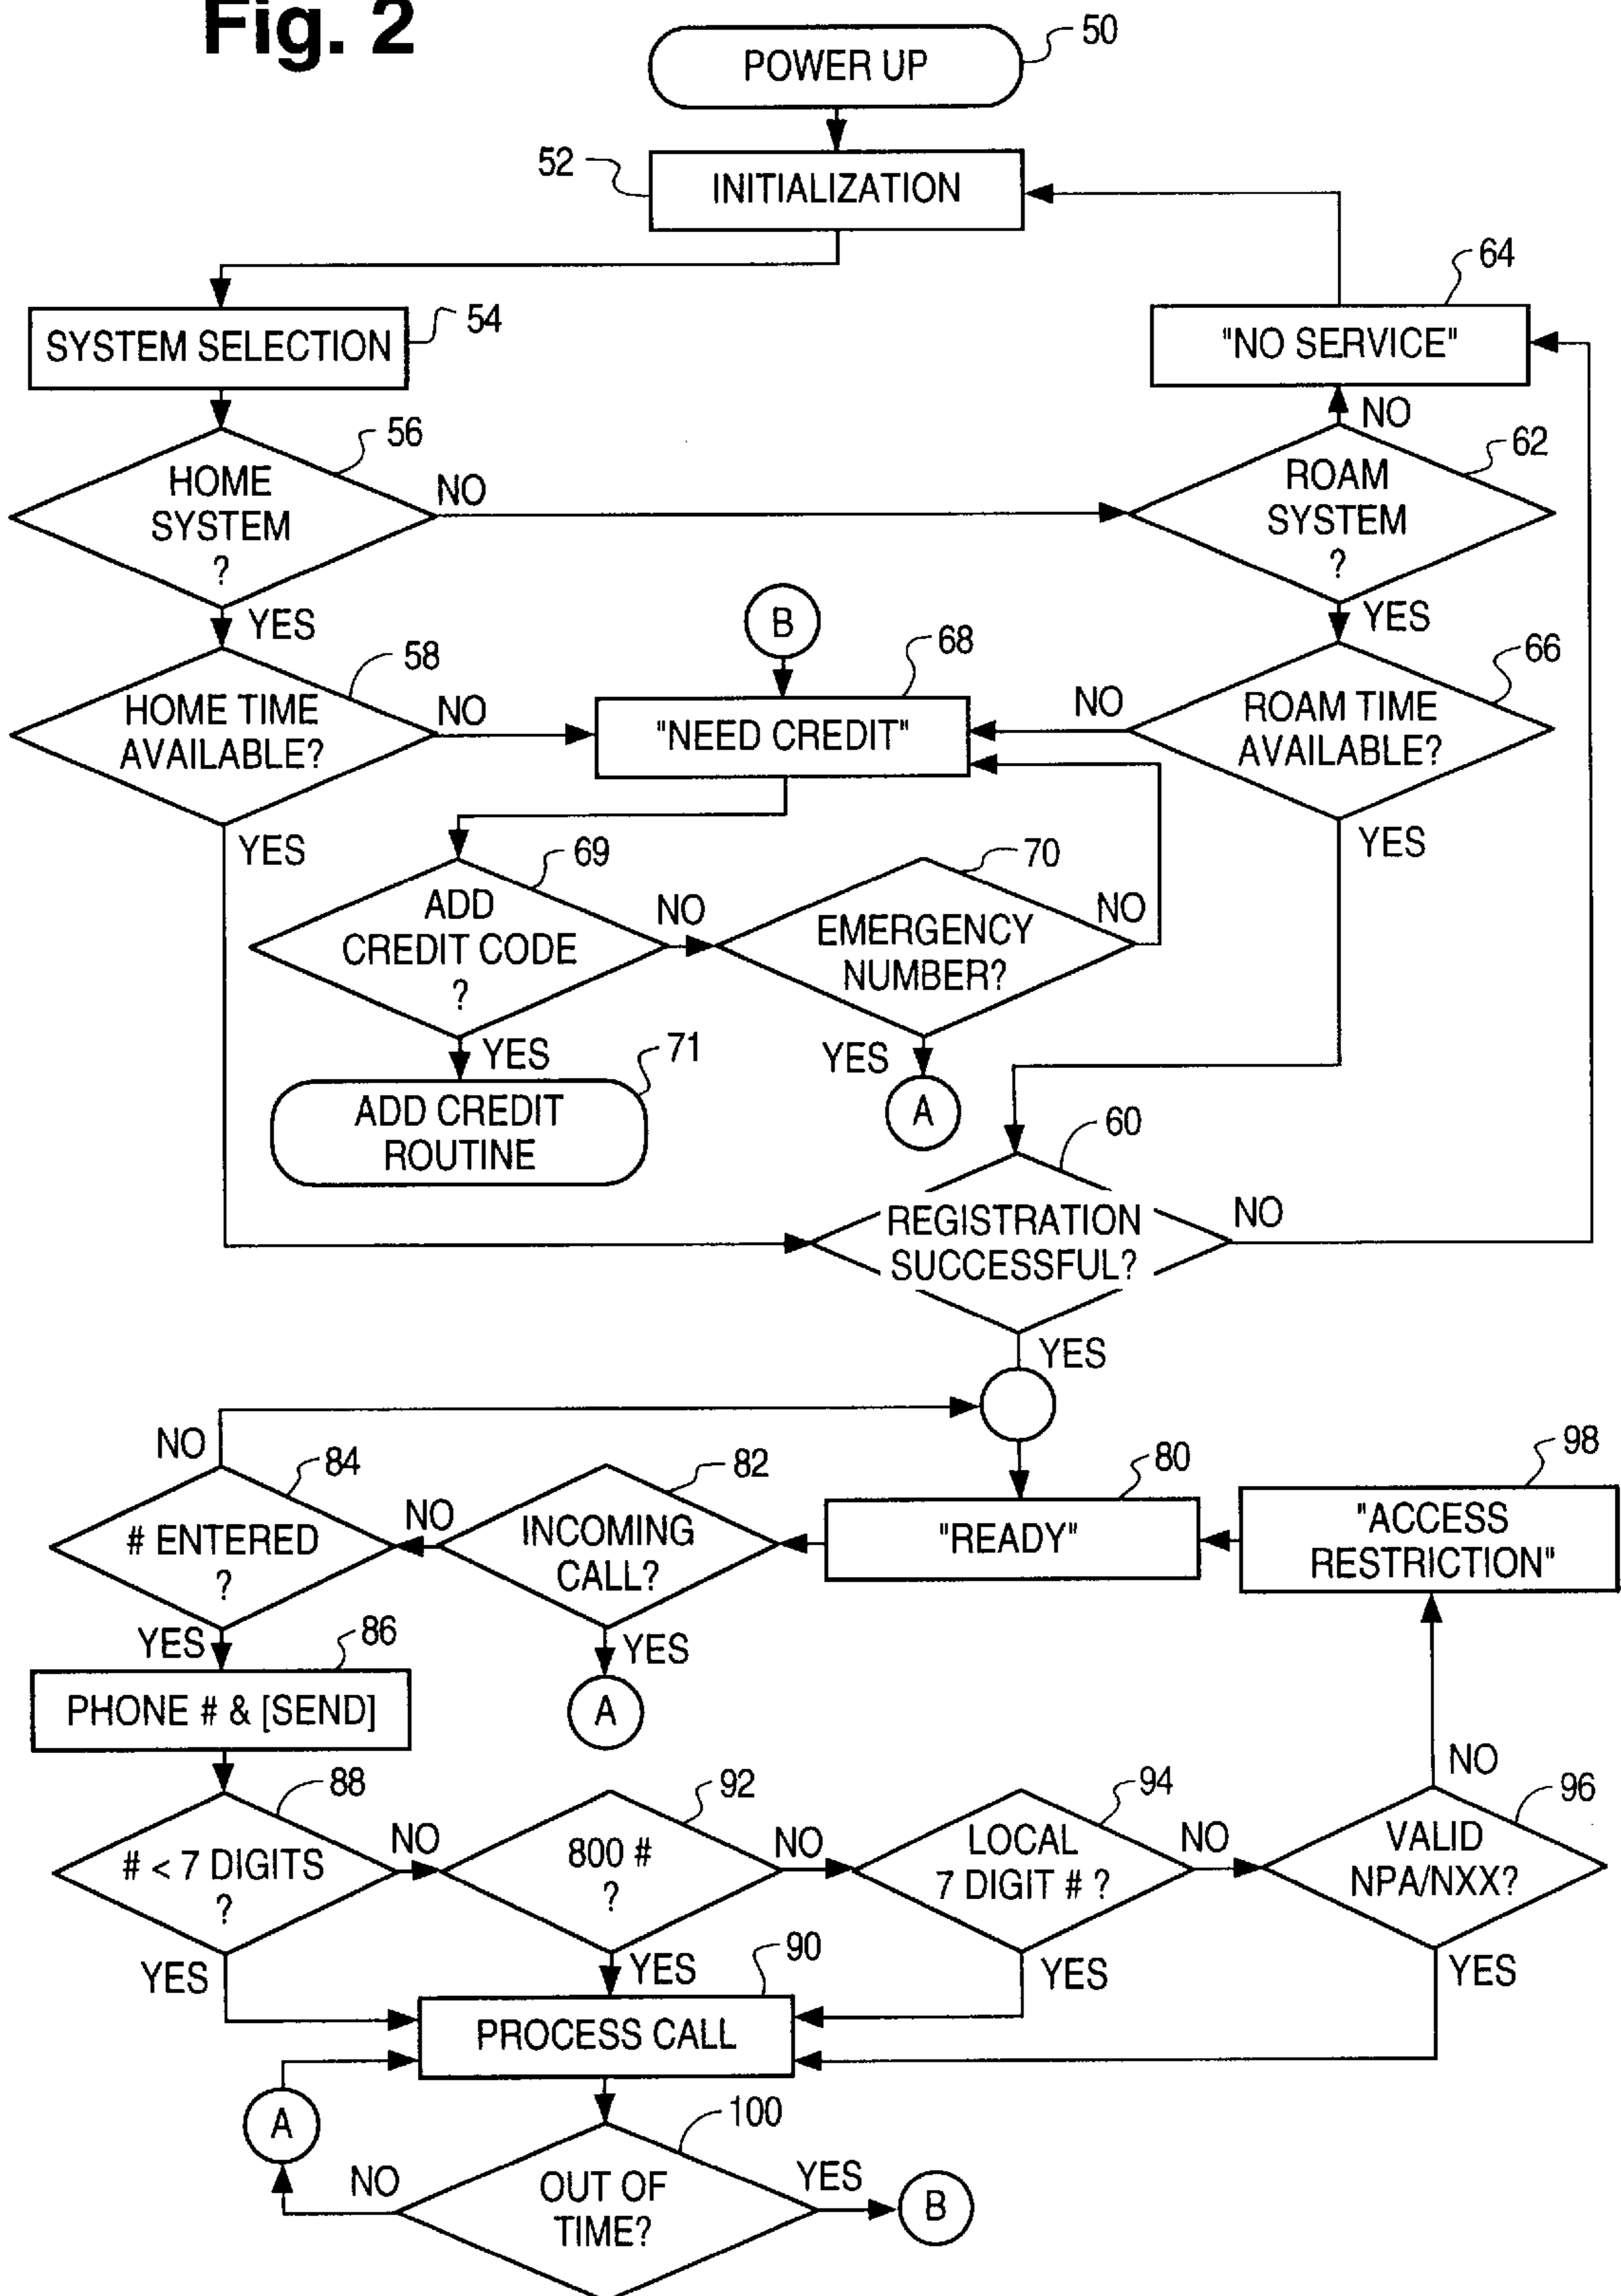 Fig. 2
POWER UP
50
52
INITIALIZATION
64
SYSTEM SELECTION
54
"NO SERVICE"
NO
56
HOME
SYSTEM
?
NO
62
ROAM
SYSTEM
?
YES
YES
B
68
58
HOME TIME
AVAILABLE?
NO
"NEED CREDIT"
NO
66
ROAM TIME
AVAILABLE?
YES
YES
69
ADD
CREDIT CODE
?
NO
70
EMERGENCY
NUMBER?
NO
YES
71
ADD CREDIT
ROUTINE
YES
A
60
REGISTRATION
SUCCESSFUL?
NO
YES
NO
84
# ENTERED
?
NO
82
INCOMING
CALL?
80
"READY"
98
"ACCESS
RESTRICTION"
YES
86
PHONE # & [SEND]
YES
A
NO
88
# < 7 DIGITS
?
NO
92
800 #
?
NO
94
LOCAL
7 DIGIT # ?
NO
96
VALID
NPA/NXX?
YES
YES
90
YES
YES
PROCESS CALL
A
100
NO
OUT OF
TIME?
YES
B